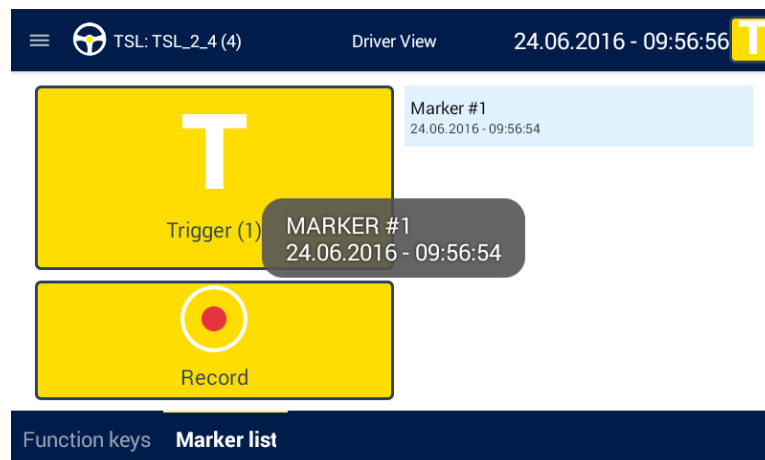 TSL: TSL_2_4 (4)
Driver View
24.06.2016 - 09:56:56
T
T
Trigger (1)
Marker #1
24.06.2016 - 09:56:54
MARKER #1
24.06.2016 - 09:56:54
Record
Function keys
Marker list